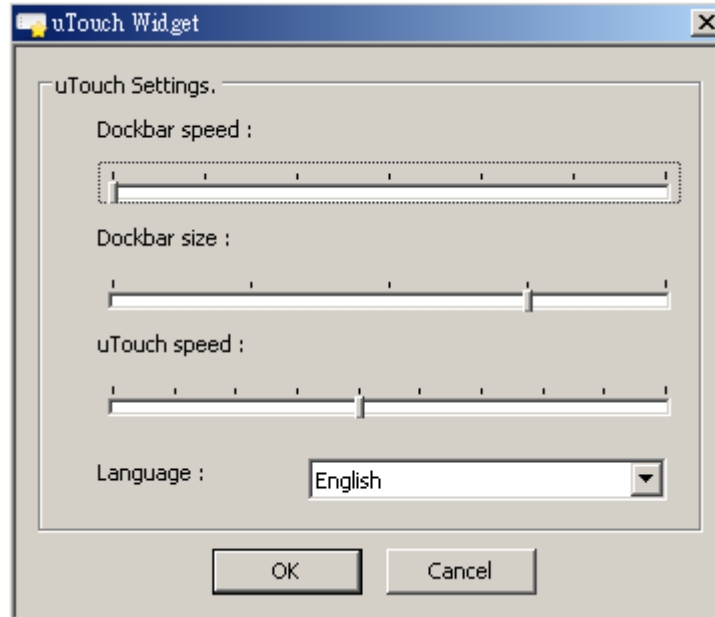 uTouch Widget
uTouch Settings.
Dockbar speed :
Dockbar size :
uTouch speed :
Language :
English
OK
Cancel